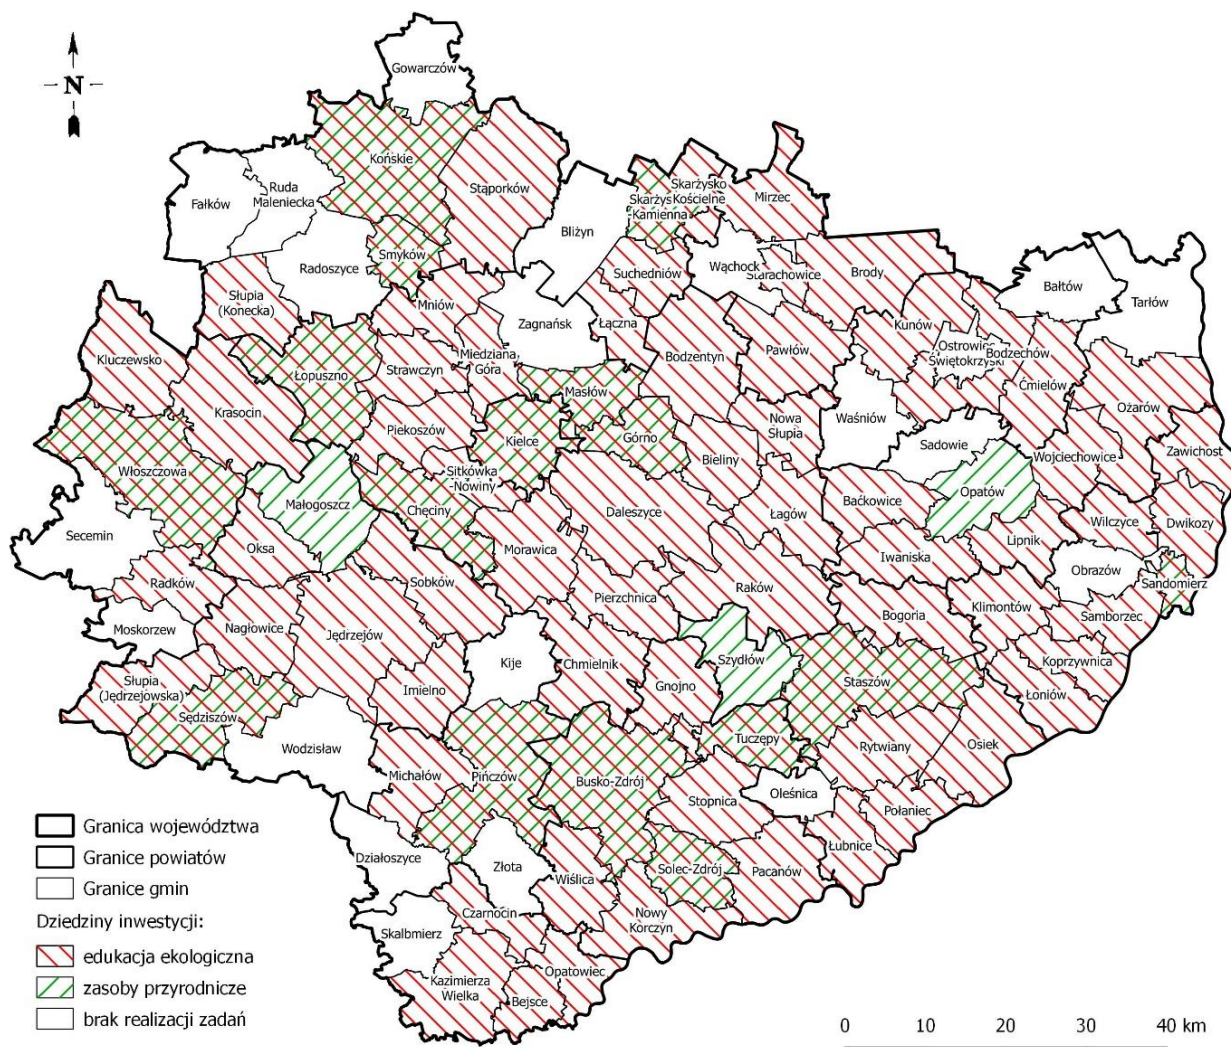 N
Gowarczów
Końskie
Ruda
Maleniecka
Fałków
Stąporków
Skarżysko
Kościelne
Skarżys
-Kamienna
Mirzec
Bliżyn
Smyków
Radoszyce
Suchedniów
Wąchock
Starachowice
Brody
Bałtów
Tarłów
Słupia
(Konecka)
Mniów
Zagnańsk
Łączna
Kunów
Kluczewsko
Miedziana
Góra
Bodzentyn
Pawłów
Ostrowiec
Świętokrzyski
Bodzechów
Ćmielów
Łopuszno
Strawczyn
Masłów
Krasocin
Ożarów
Piekoszów
Kielce
Górno
Nowa
Słupia
Waśniów
Sadowie
Wojciechowice
Zawichost
Włoszczowa
Sitkówka
-Nowiny
Bieliny
Małogoszcz
Chęciny
Daleszyce
Łagów
Baćkowice
Opatów
Wilczyce
Dwikozy
Secemin
Oksa
Morawica
Iwaniska
Lipnik
Obrazów
Radków
Sobków
Pierzchnica
Raków
Sandomierz
Moskorzew
Nagłowice
Jędrzejów
Bogoria
Klimontów
Samborzec
Kije
Chmielnik
Szydłów
Koprzywnica
Słupia
(Jędrzejowska)
Imielno
Gnojno
Staszów
Łoniów
Sędziszów
Wodzisław
Tuczępy
Rytwiany
Osiek
Michałów
Pińczów
Busko-Zdrój
Stopnica
Oleśnica
Połaniec
Łubnice
Działoszyce
Złota
Wiślica
Solec-Zdrój
Pacanów
Czarnocin
Nowy
Korczyn
Skalbmierz
Kazimierza
Wielka
Opatowiec
Bejsce
Granica województwa
Granice powiatów
Granice gmin
Dziedziny inwestycji:
edukacja ekologiczna
zasoby przyrodnicze
brak realizacji zadań
0 10 20 30 40 km